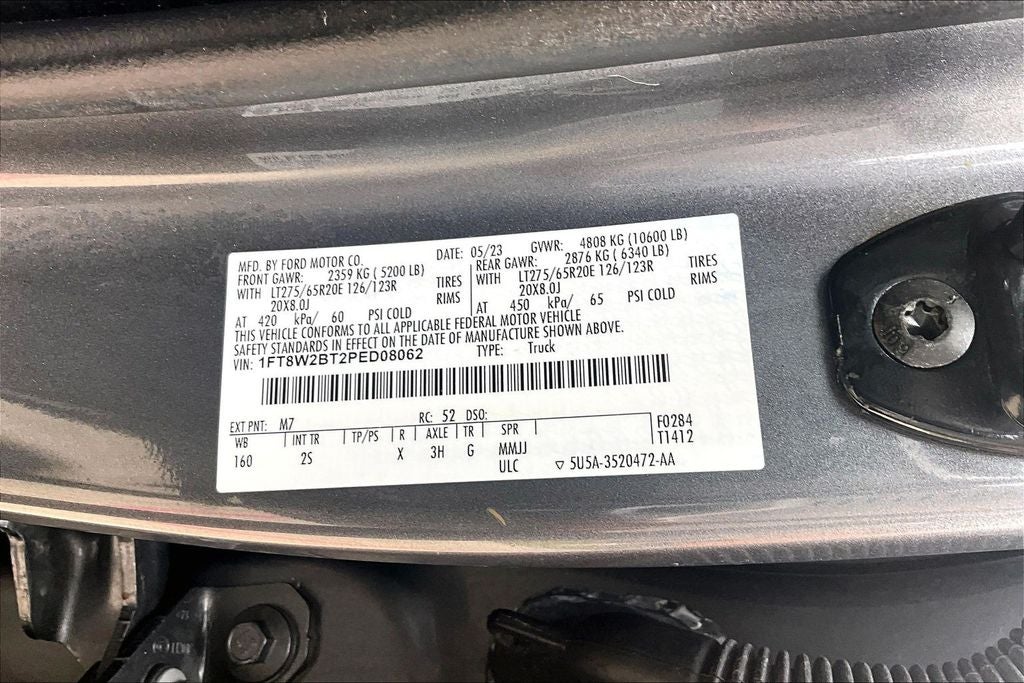 MFD. BY FORD MOTOR CO. DATE: 05/23 GVWR: 4808 KG (10600 LB)
FRONT GAWR: 2359 KG ( 5200 LB) REAR GAWR: 2876 KG ( 6340 LB)
WITH LT275/65R20E 126/123R TIRES LT275/65R20E 126/123R TIRES
20X8.0J RIMS 20X8.0J RIMS
AT 420 kPa/ 60 PSI COLD AT 450 kPa/ 65 PSI COLD
THIS VEHICLE CONFORMS TO ALL APPLICABLE FEDERAL MOTOR VEHICLE
SAFETY STANDARDS IN EFFECT ON THE DATE OF MANUFACTURE SHOWN ABOVE.
VIN: 1FT8W2BT2PED08062 TYPE: Truck
EXT PNT: M7 RC: 52 DSO: F0284
WB INT TR TP/PS R AXLE TR SPR T1412
160 2S X 3H G MMJJ
ULC ▽ 5U5A-3520472-AA